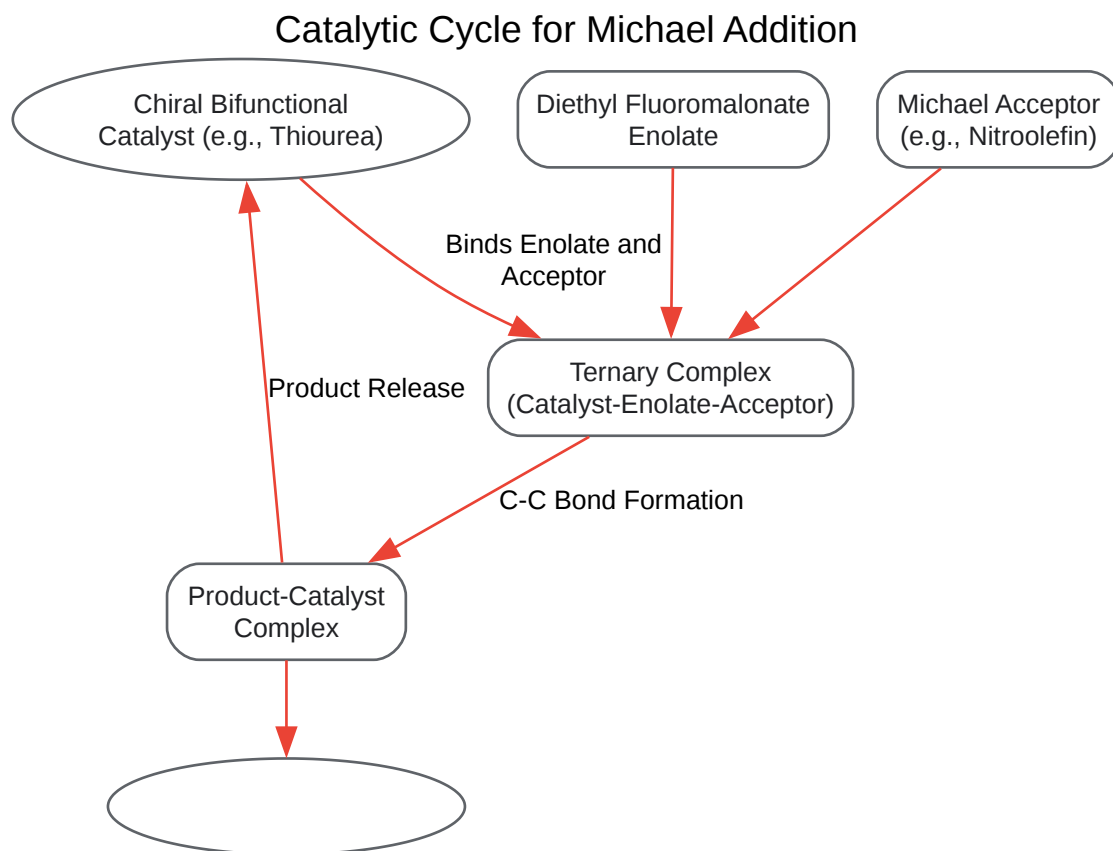 Catalytic Cycle for Michael Addition
Chiral Bifunctional
Catalyst (e.g., Thiourea)
Diethyl Fluoromalonate
Enolate
Michael Acceptor
(e.g., Nitroolefin)
Binds Enolate and
Acceptor
Product Release
Ternary Complex
(Catalyst-Enolate-Acceptor)
C-C Bond Formation
Product-Catalyst
Complex